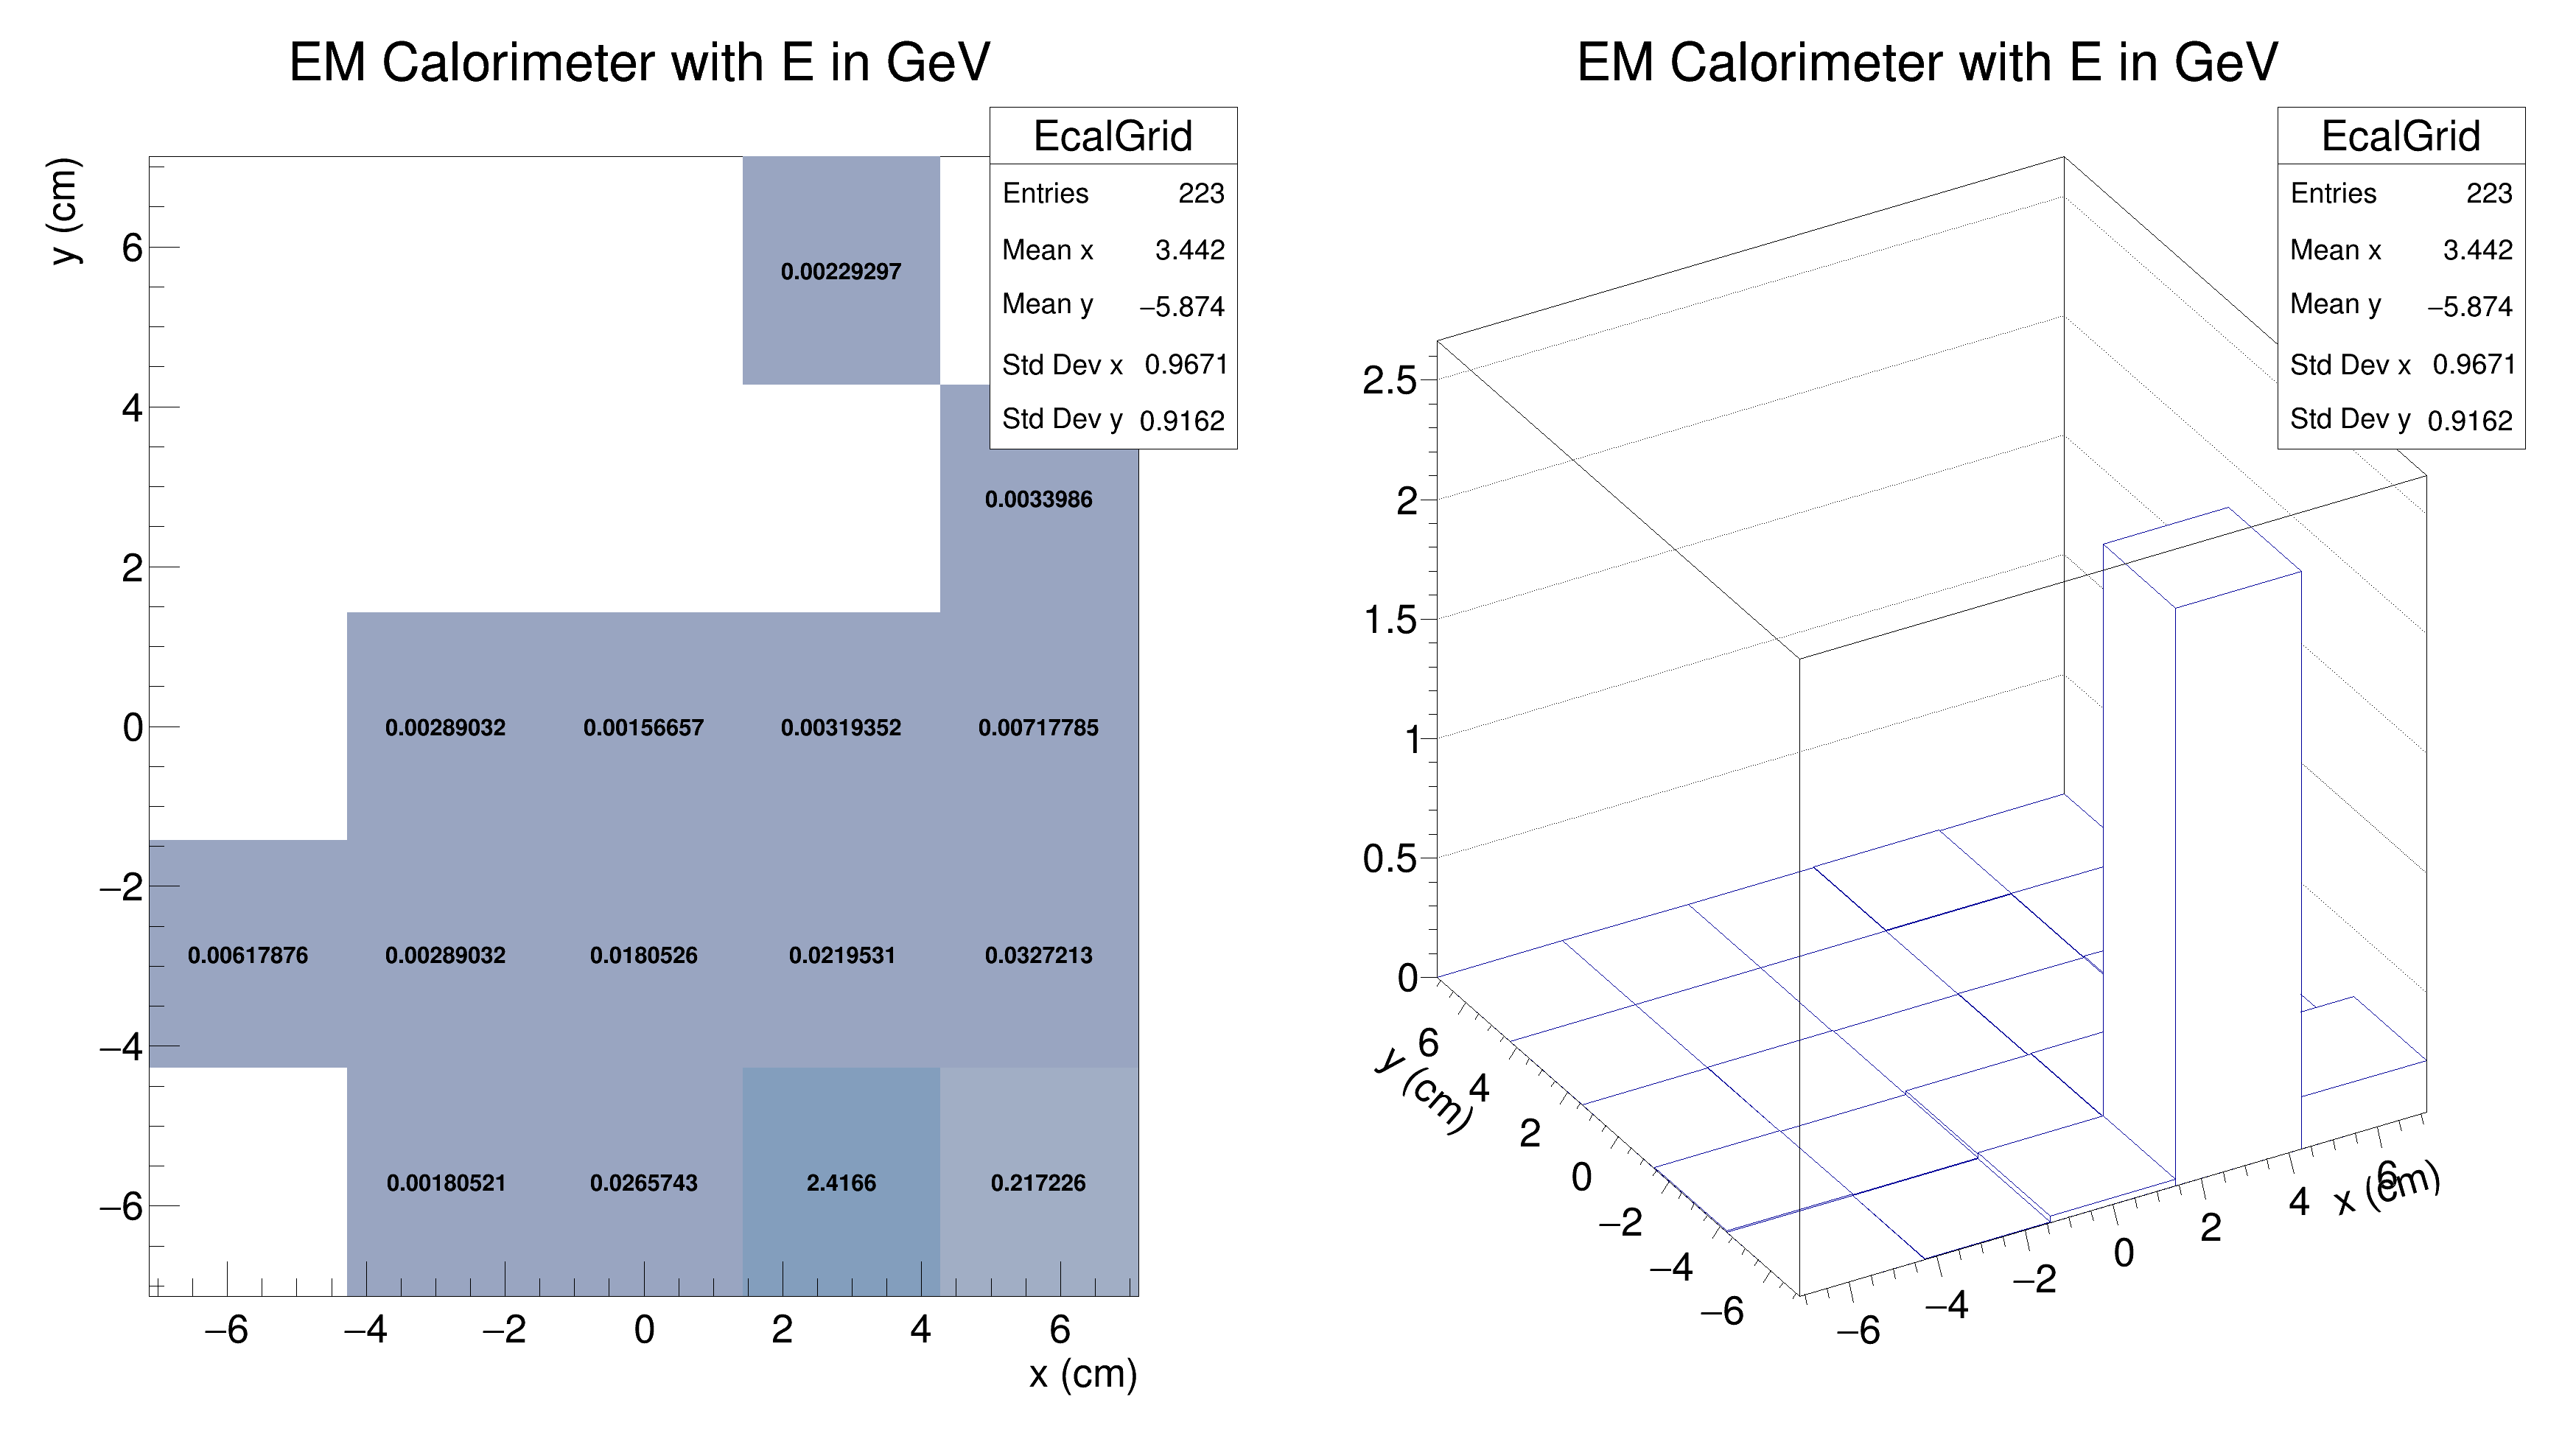 EM Calorimeter with E in GeV
EcalGrid
Entries 223
Mean x 3.442
Mean y −5.874
Std Dev x 0.9671
Std Dev y 0.9162
y (cm)
6
4
2
0
−2
−4
−6
0.00229297
0.0033986
0.00289032 0.00156657 0.00319352 0.00717785
0.00617876 0.00289032 0.0180526 0.0219531 0.0327213
0.00180521 0.0265743 2.4166 0.217226
−6 −4 −2 0 2 4 6
x (cm)
EM Calorimeter with E in GeV
EcalGrid
Entries 223
Mean x 3.442
Mean y −5.874
Std Dev x 0.9671
Std Dev y 0.9162
2.5
2
1.5
1
0.5
0
6
4
2
0
−2
−4
−6
y (cm)
−6
−4
−2
0
2
4
6
x (cm)